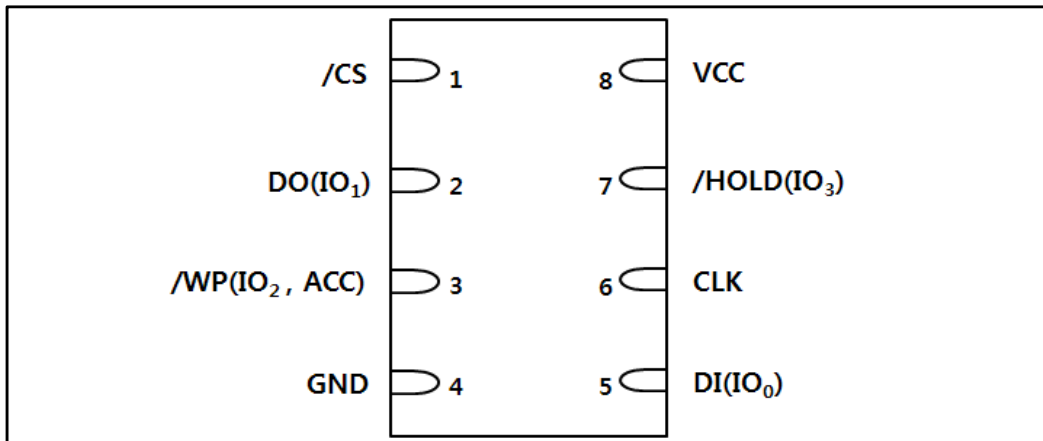 /CS 1 8 VCC
DO(IO₁) 2 7 /HOLD(IO₃)
/WP(IO₂ , ACC) 3 6 CLK
GND 4 5 DI(IO₀)